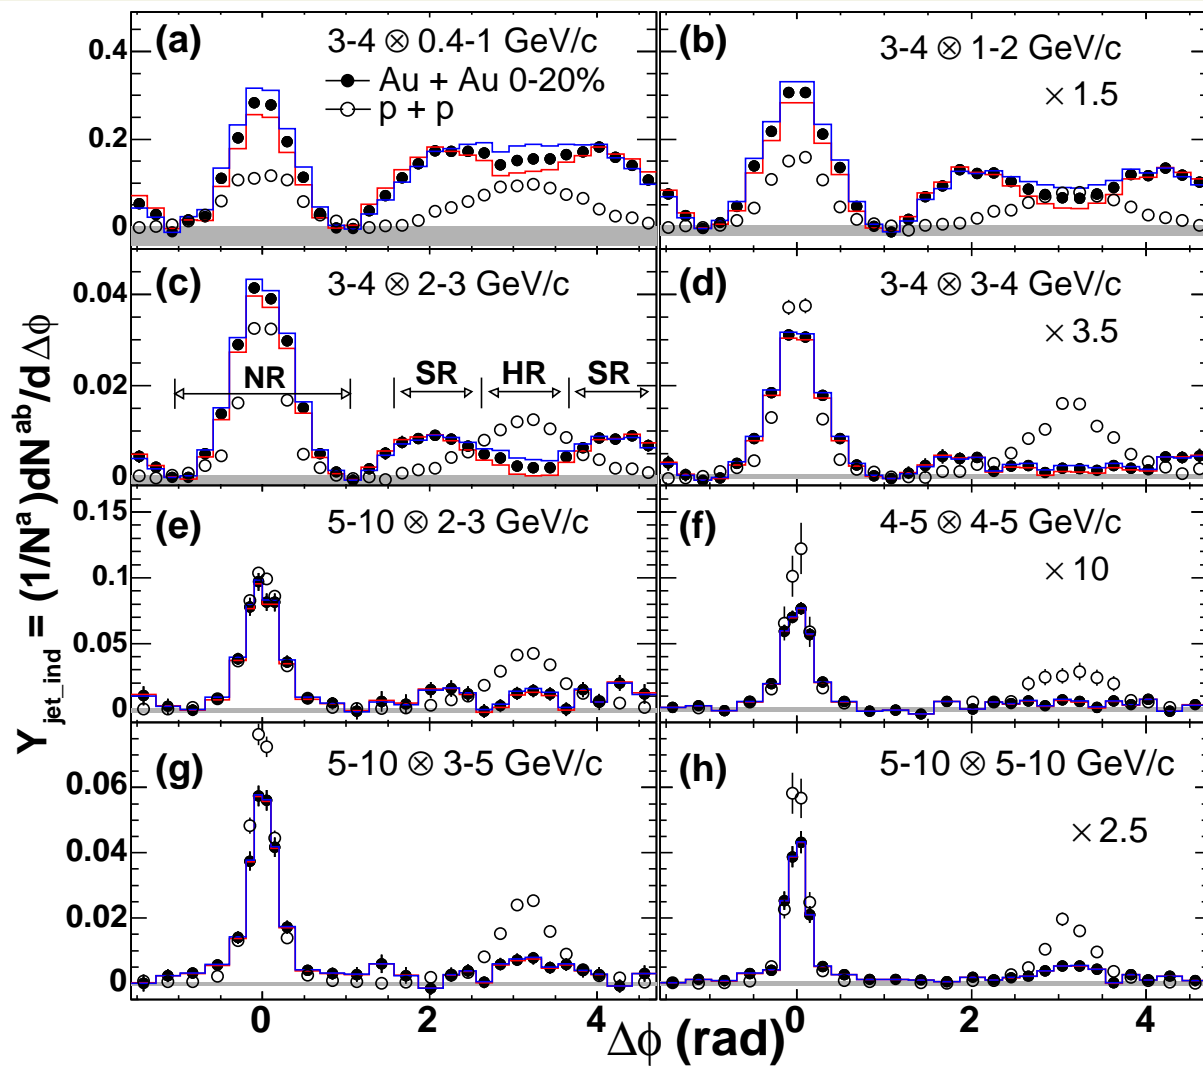 (a) 3-4 ⊗ 0.4-1 GeV/c
Au + Au 0-20%
p + p
(b) 3-4 ⊗ 1-2 GeV/c
× 1.5
0.4
0.2
0
(c) 3-4 ⊗ 2-3 GeV/c
NR
SR
HR
SR
(d) 3-4 ⊗ 3-4 GeV/c
× 3.5
0.04
0.02
0
(e) 5-10 ⊗ 2-3 GeV/c
(f) 4-5 ⊗ 4-5 GeV/c
× 10
0.15
0.1
0.05
0
(g) 5-10 ⊗ 3-5 GeV/c
(h) 5-10 ⊗ 5-10 GeV/c
× 2.5
0.06
0.04
0.02
0
0 2 4
0 2 4
Y_jet_ind = (1/N^a)dN^ab/dΔϕ
Δϕ (rad)